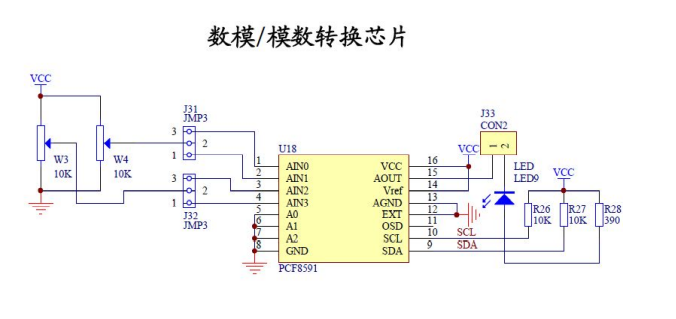 数模/模数转换芯片
VCC
W3
10K
W4
10K
J31
JMP3
3
2
1
3
2
1
J32
JMP3
U18
1 AIN0
2 AIN1
3 AIN2
4 AIN3
5 A0
6 A1
7 A2
8 GND
VCC 16
AOUT 15
Vref 14
AGND 13
EXT 12
OSD 11
SCL 10 SCL
SDA 9 SDA
PCF8591
VCC
J33
CON2
1 2
LED
LED9
VCC
R26
10K
R27
10K
R28
390